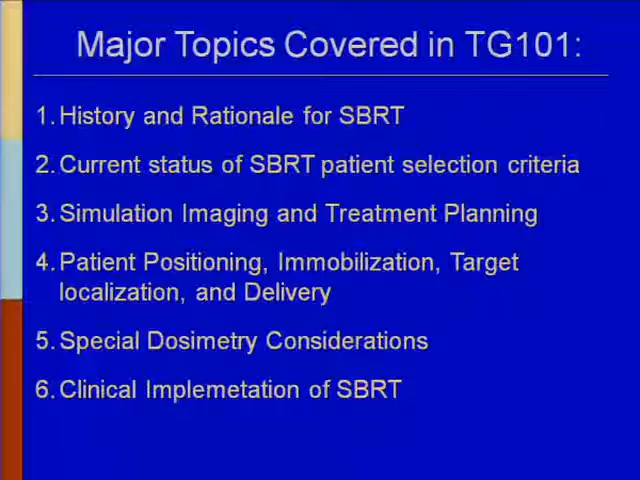 Major Topics Covered in TG101:
1. History and Rationale for SBRT
2. Current status of SBRT patient selection criteria
3. Simulation Imaging and Treatment Planning
4. Patient Positioning, Immobilization, Target
localization, and Delivery
5. Special Dosimetry Considerations
6. Clinical Implemetation of SBRT